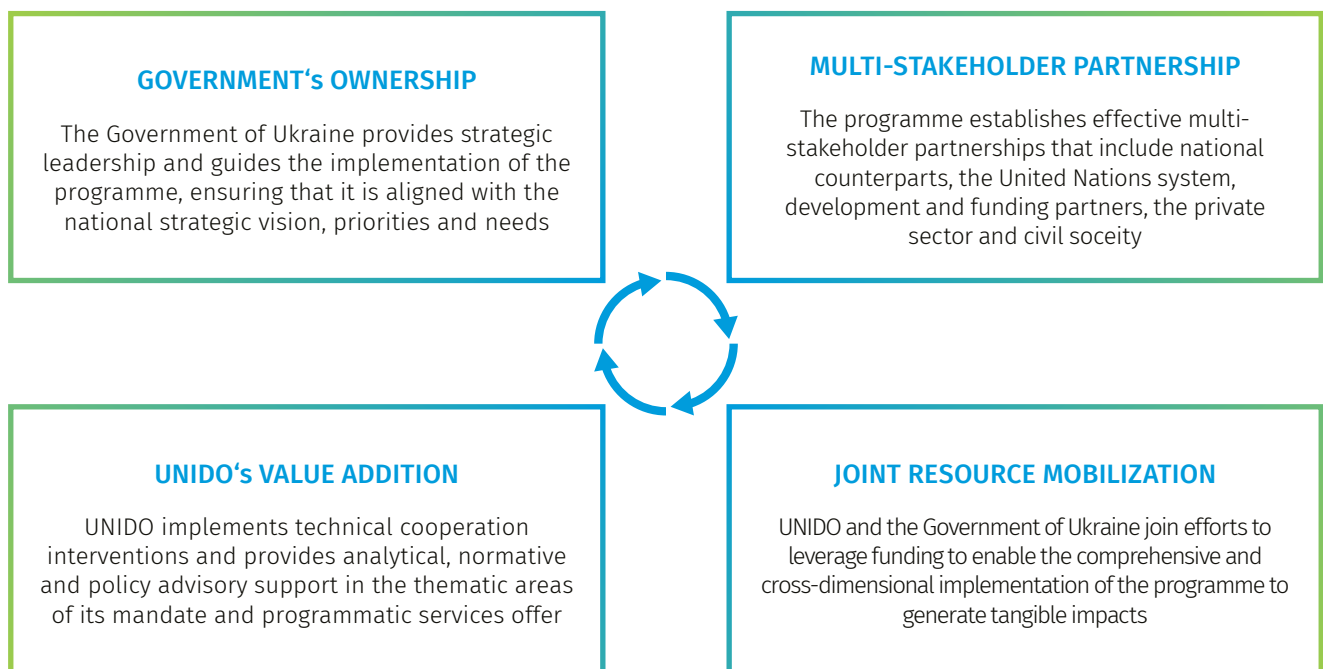 GOVERNMENT‘s OWNERSHIP
The Government of Ukraine provides strategic
leadership and guides the implementation of the
programme, ensuring that it is aligned with the
national strategic vision, priorities and needs
MULTI-STAKEHOLDER PARTNERSHIP
The programme establishes effective multi-
stakeholder partnerships that include national
counterparts, the United Nations system,
development and funding partners, the private
sector and civil soceity
UNIDO‘s VALUE ADDITION
UNIDO implements technical cooperation
interventions and provides analytical, normative
and policy advisory support in the thematic areas
of its mandate and programmatic services offer
JOINT RESOURCE MOBILIZATION
UNIDO and the Government of Ukraine join efforts to
leverage funding to enable the comprehensive and
cross-dimensional implementation of the programme to
generate tangible impacts